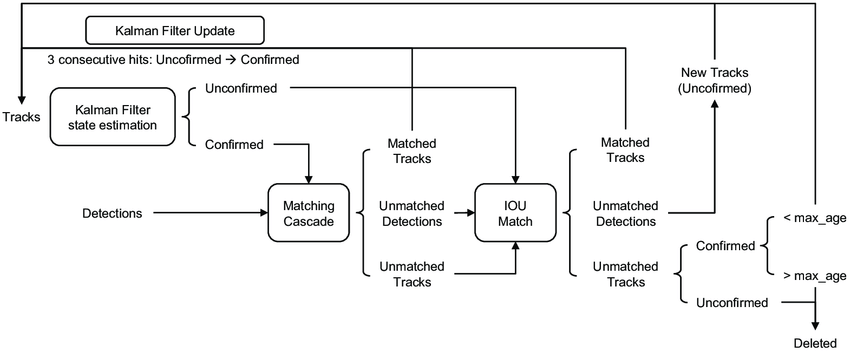 Kalman Filter Update
3 consecutive hits: Uncofirmed → Confirmed
New Tracks
(Uncofirmed)
Tracks
Kalman Filter
state estimation
Unconfirmed
Confirmed
Matched
Tracks
Matched
Tracks
Detections
Matching
Cascade
Unmatched
Detections
IOU
Match
Unmatched
Detections
< max_age
Confirmed
Unmatched
Tracks
Unmatched
Tracks
> max_age
Unconfirmed
Deleted